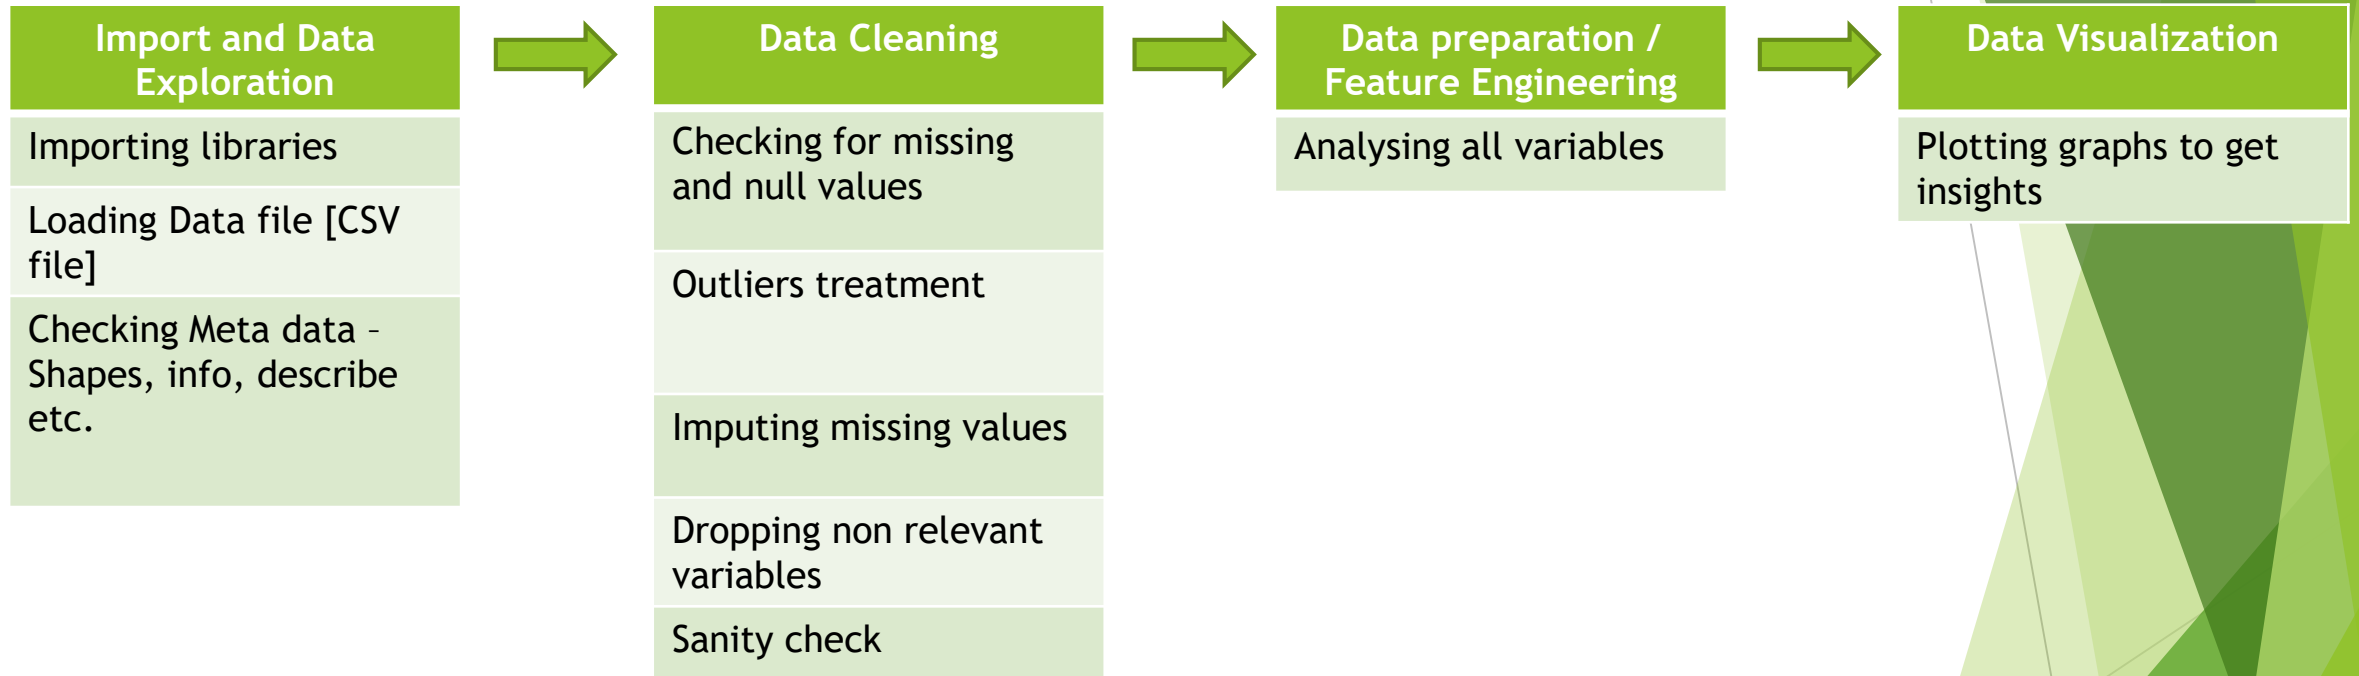 Import and Data
Exploration
Importing libraries
Loading Data file [CSV
file]
Checking Meta data –
Shapes, info, describe
etc.
Data Cleaning
Checking for missing
and null values
Outliers treatment
Imputing missing values
Dropping non relevant
variables
Sanity check
Data preparation /
Feature Engineering
Analysing all variables
Data Visualization
Plotting graphs to get
insights